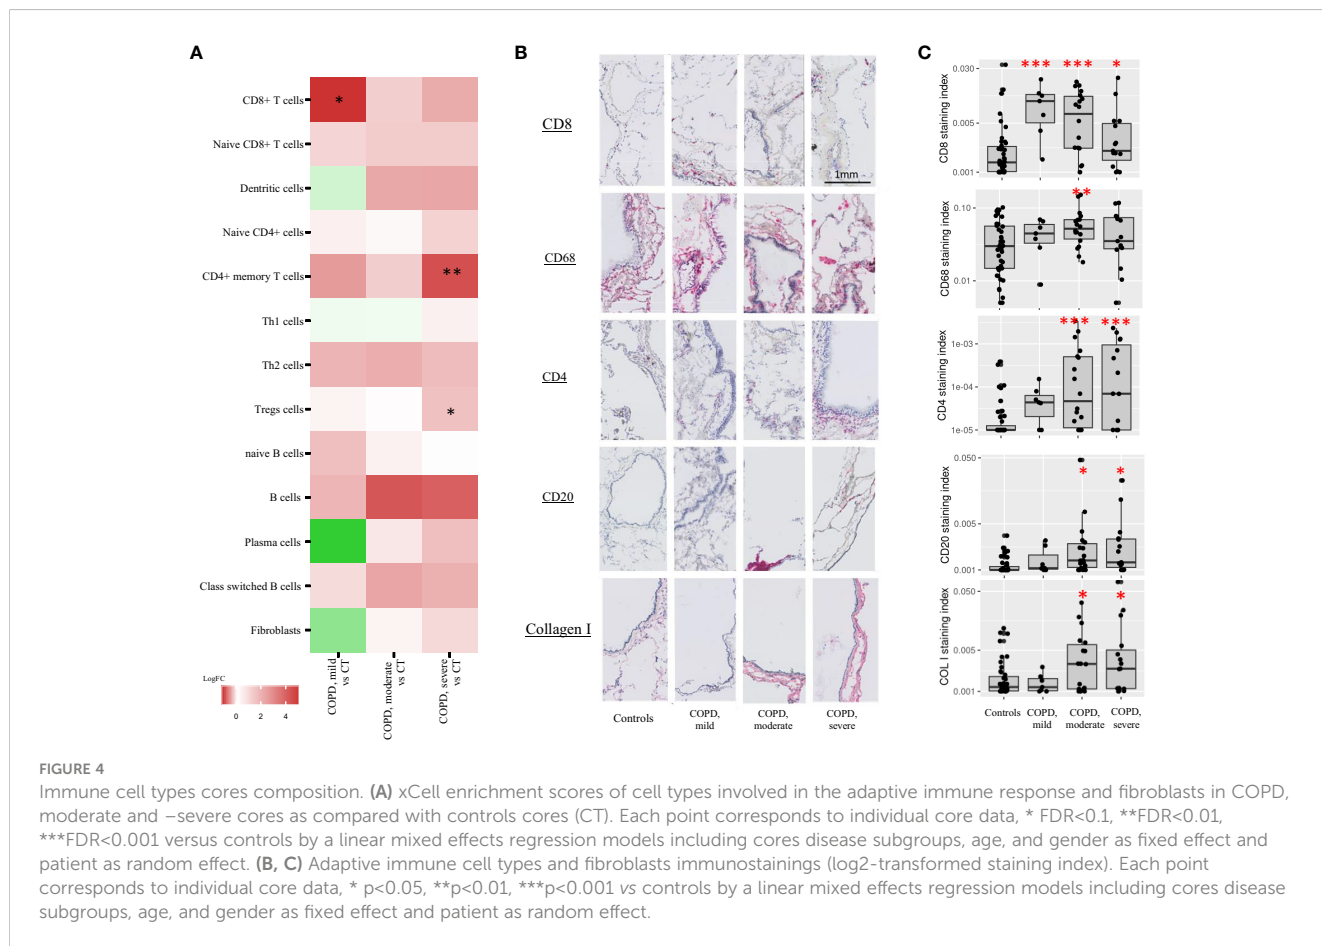 A
CD8+ T cells
Naive CD8+ T cells
Dentritic cells
Naive CD4+ cells
CD4+ memory T cells
Th1 cells
Th2 cells
Tregs cells
naive B cells
B cells
Plasma cells
Class switched B cells
Fibroblasts
*
**
*
LogFC
0 2 4
COPD, mild
vs CT
COPD, moderate
vs CT
COPD, severe
vs CT
B
CD8
1mm
CD68
CD4
CD20
Collagen I
Controls
COPD,
mild
COPD,
moderate
COPD,
severe
C
*** *** *
CD8 staining index
0.030
0.005
0.001
**
CD68 staining index
0.10
0.01
*** ***
CD4 staining index
1e-03
1e-04
1e-05
* *
CD20 staining index
0.050
0.005
0.001
* *
COL I staining index
0.050
0.005
0.001
Controls
COPD, mild
COPD,
moderate
COPD,
severe
FIGURE 4
Immune cell types cores composition. (A) xCell enrichment scores of cell types involved in the adaptive immune response and fibroblasts in COPD,
moderate and –severe cores as compared with controls cores (CT). Each point corresponds to individual core data, * FDR<0.1, **FDR<0.01,
***FDR<0.001 versus controls by a linear mixed effects regression models including cores disease subgroups, age, and gender as fixed effect and
patient as random effect. (B, C) Adaptive immune cell types and fibroblasts immunostainings (log2-transformed staining index). Each point
corresponds to individual core data, * p<0.05, **p<0.01, ***p<0.001 vs controls by a linear mixed effects regression models including cores disease
subgroups, age, and gender as fixed effect and patient as random effect.